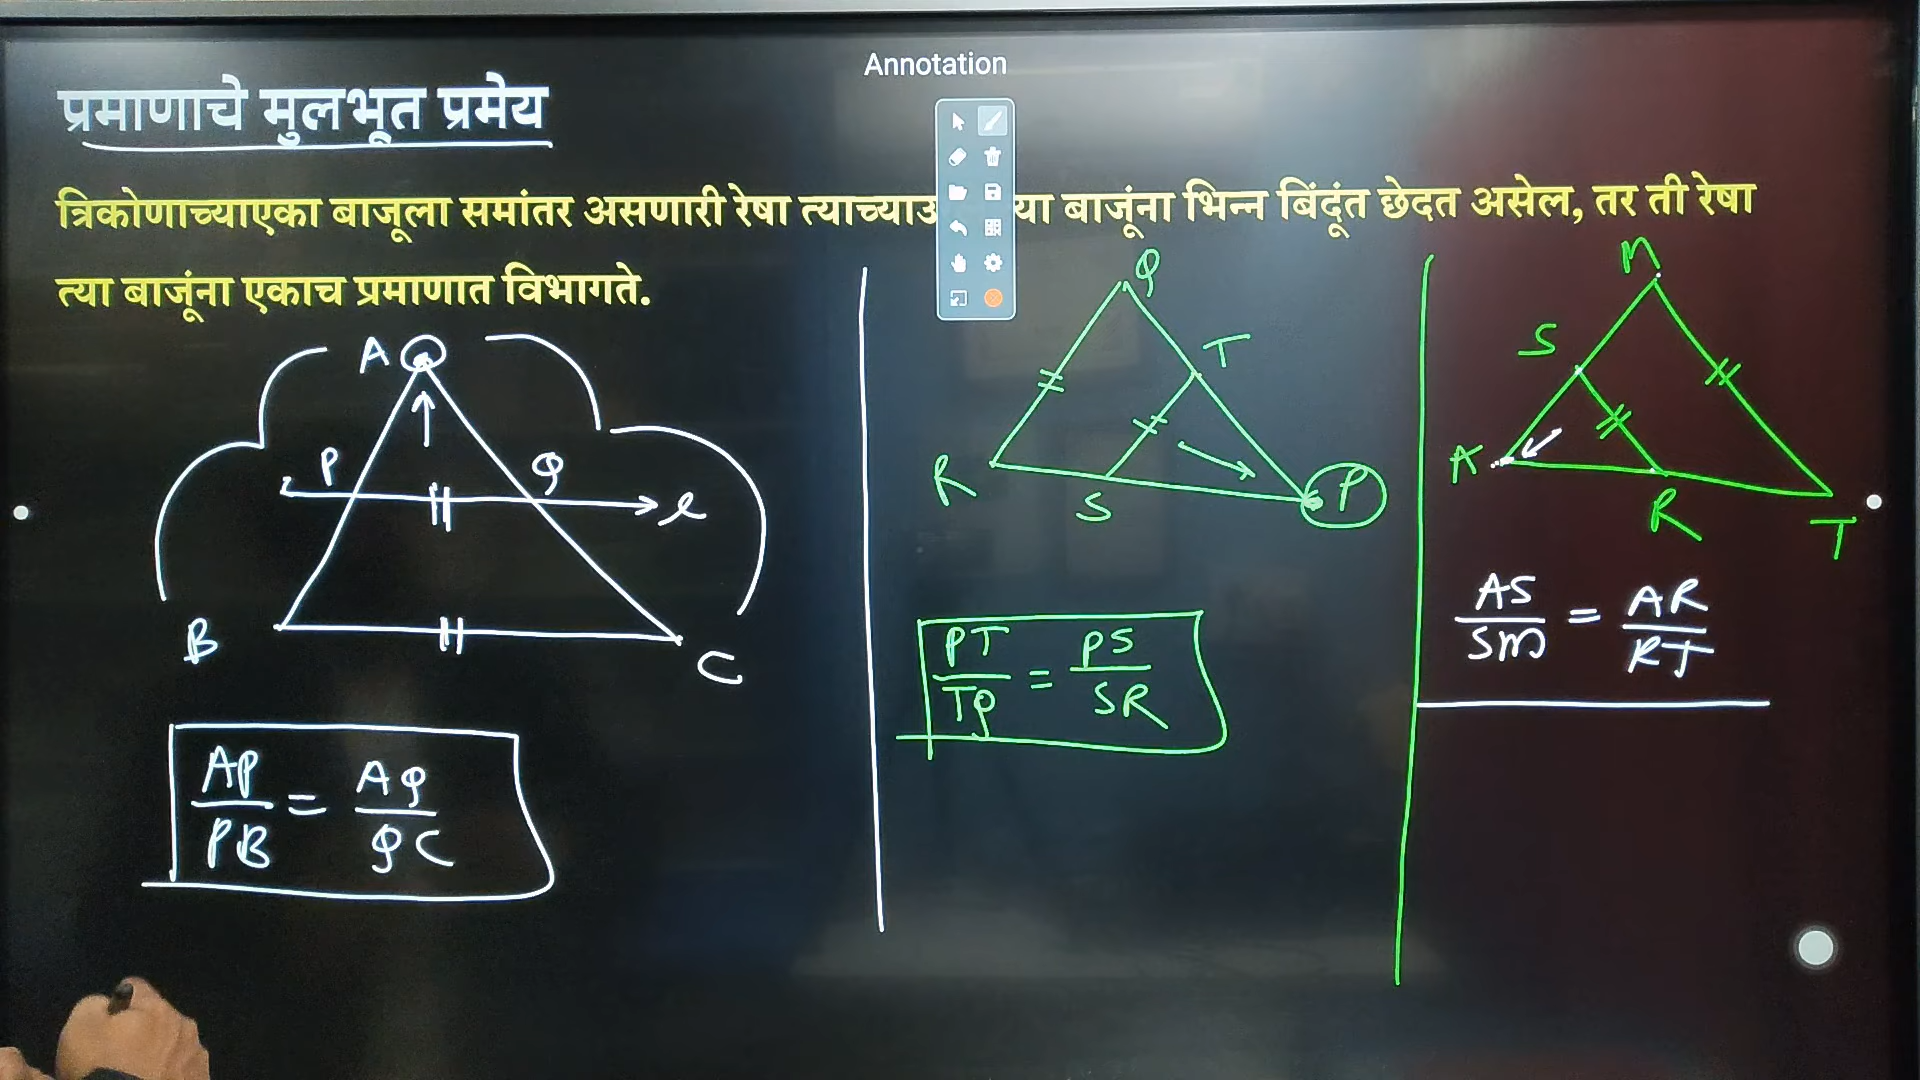 Annotation
प्रमाणाचे मुलभूत प्रमेय
त्रिकोणाच्याएका बाजूला समांतर असणारी रेषा त्याच्याउ या बाजूंना भिन्न बिंदूंत छेदत असेल, तर ती रेषा
त्या बाजूंना एकाच प्रमाणात विभागते.
A
P Q l
B C
AP/PB = AQ/QC
Q
T
R S P
PT/TQ = PS/SR
M
S
A R T
AS/SM = AR/RT